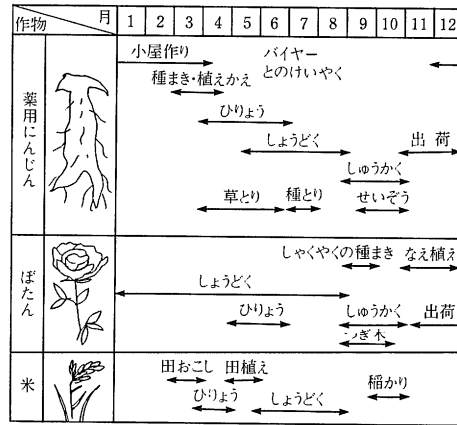 月
作物
1 2 3 4 5 6 7 8 9 10 11 12
薬用にんじん
小屋作り
バイヤー
とのけいやく
種まき・植えかえ
ひりょう
しょうどく
出荷
しゅうかく
草とり
種とり
せいぞう
ぼたん
しゃくやくの種まき
なえ植え
しょうどく
ひりょう
しゅうかく
出荷
つぎ木
米
田おこし
田植え
稲かり
ひりょう
しょうどく